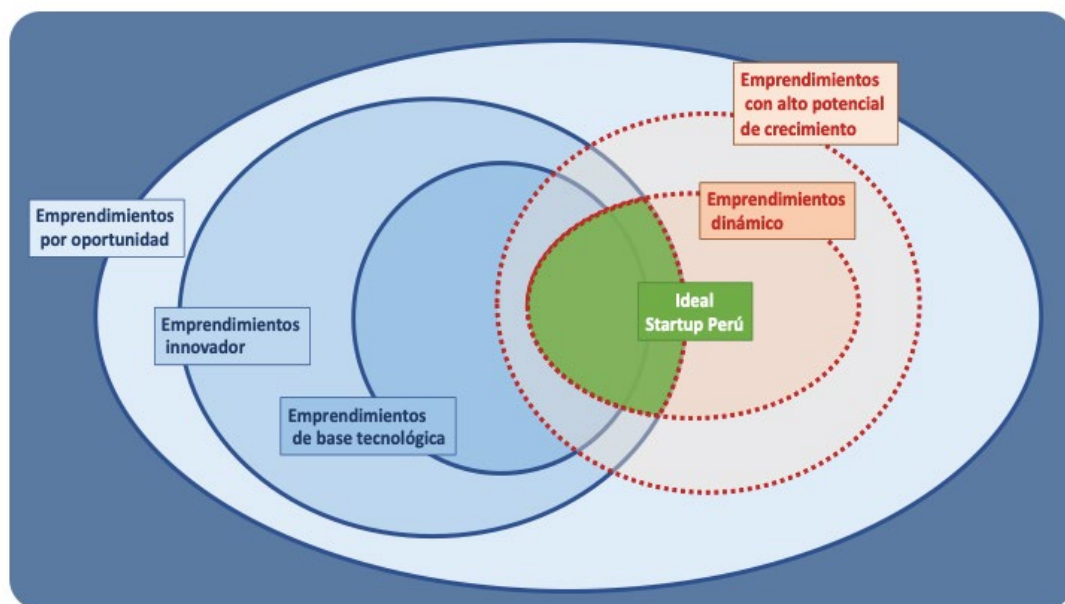 Emprendimientos
con alto potencial
de crecimiento
Emprendimientos
dinámico
Emprendimientos
por oportunidad
Ideal
Startup Perú
Emprendimientos
innovador
Emprendimientos
de base tecnológica